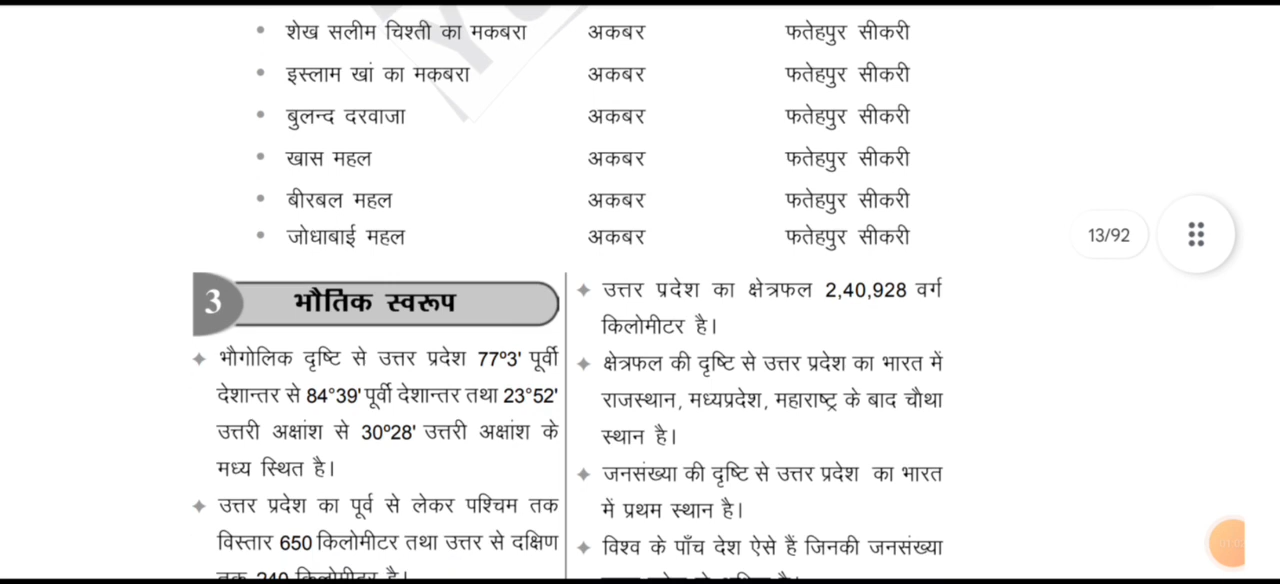 • शेख सलीम चिश्ती का मकबरा अकबर फतेहपुर सीकरी
• इस्लाम खां का मकबरा अकबर फतेहपुर सीकरी
• बुलन्द दरवाजा अकबर फतेहपुर सीकरी
• खास महल अकबर फतेहपुर सीकरी
• बीरबल महल अकबर फतेहपुर सीकरी
• जोधाबाई महल अकबर फतेहपुर सीकरी
13/92
3 भौतिक स्वरूप
भौगोलिक दृष्टि से उत्तर प्रदेश 77º3' पूर्वी
देशान्तर से 84°39' पूर्वी देशान्तर तथा 23°52'
उत्तरी अक्षांश से 30º28' उत्तरी अक्षांश के
मध्य स्थित है।
उत्तर प्रदेश का पूर्व से लेकर पश्चिम तक
विस्तार 650 किलोमीटर तथा उत्तर से दक्षिण
तक 240 किलोमीटर है।
उत्तर प्रदेश का क्षेत्रफल 2,40,928 वर्ग
किलोमीटर है।
क्षेत्रफल की दृष्टि से उत्तर प्रदेश का भारत में
राजस्थान, मध्यप्रदेश, महाराष्ट्र के बाद चौथा
स्थान है।
जनसंख्या की दृष्टि से उत्तर प्रदेश का भारत
में प्रथम स्थान है।
विश्व के पाँच देश ऐसे हैं जिनकी जनसंख्या